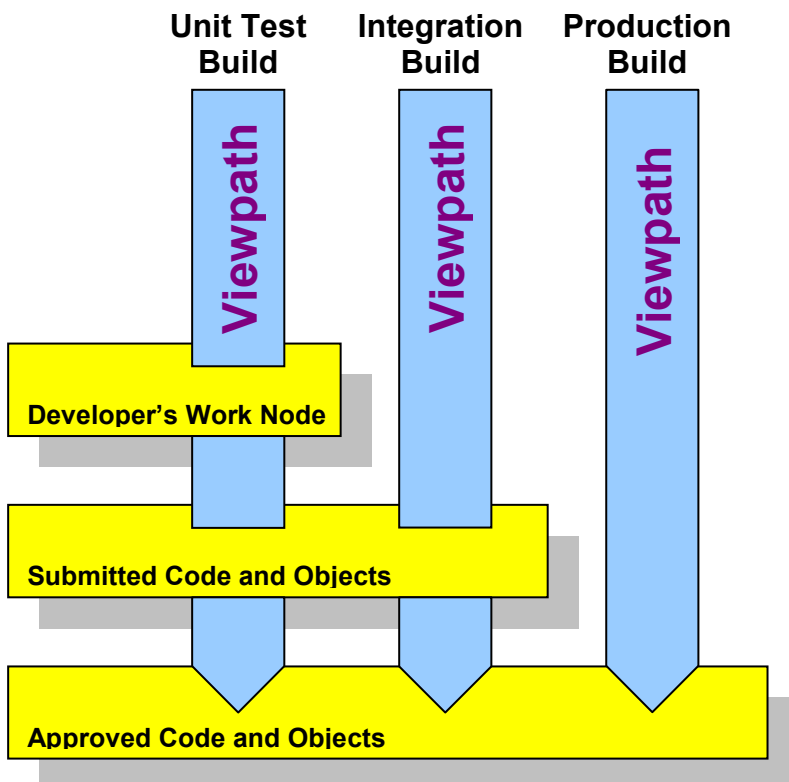 Unit Test
Build
Integration
Build
Production
Build
Viewpath
Viewpath
Viewpath
Developer’s Work Node
Submitted Code and Objects
Approved Code and Objects